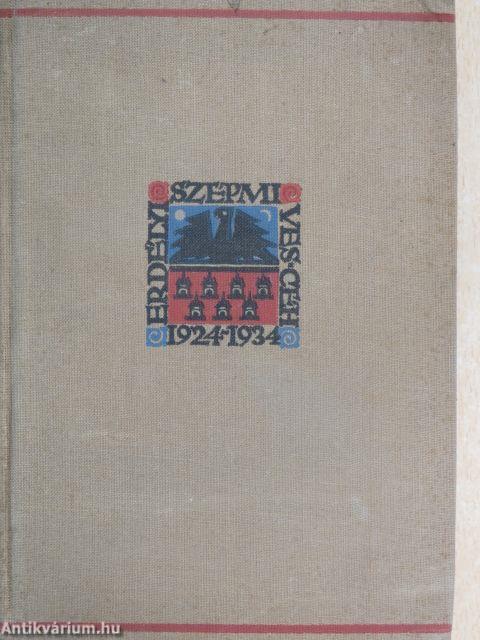 ERDÉLYI
SZÉPMI
VES·CÉH
1924-1934
Antikvárium.hu